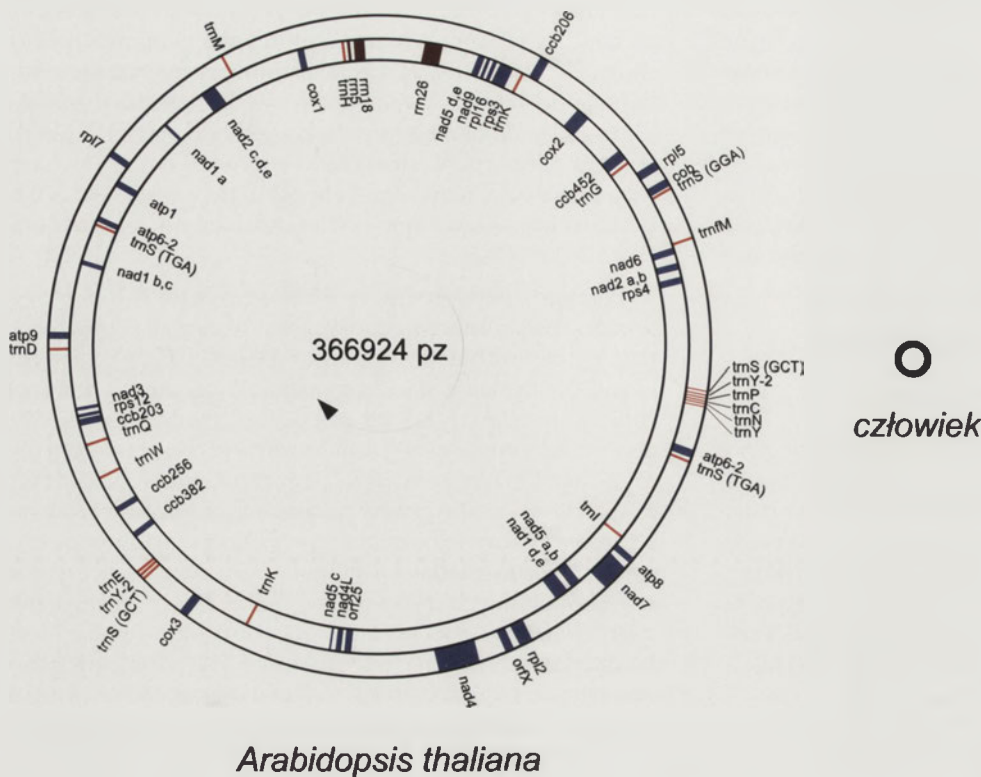 trnM
ccb206
cox1
trnH
rrn5
rrn18
rrn26
nad5 d,e
nad9
rpl16
rps3
trnK
cox2
ccb452
trnG
rpl5
cob
trnS (GGA)
trnfM
nad6
nad2 a,b
rps4
rpl7
nad2 c,d,e
nad1 a
atp1
atp6-2
trnS (TGA)
nad1 b,c
atp9
trnD
366924 pz
trnS (GCT)
trnY-2
trnP
trnC
trnN
trnY
atp6-2
trnS (TGA)
nad3
rps12
ccb203
trnQ
trnW
ccb256
ccb382
trnE
trnY-2
trnS (GCT)
cox3
trnK
nad5 c
nad4L
orf25
nad5 a,b
nad1 d,e
trnI
atp8
nad7
rpl2
orfX
nad4
człowiek
Arabidopsis thaliana